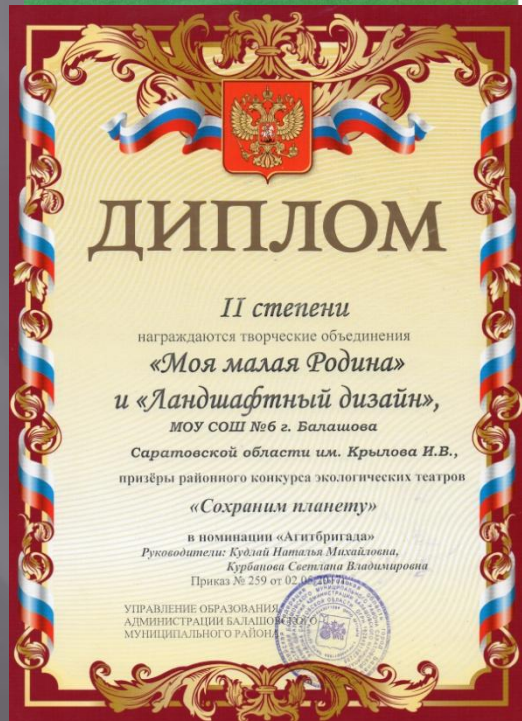 ДИПЛОМ
II степени
награждаются творческие объединения
«Моя малая Родина»
и «Ландшафтный дизайн»,
МОУ СОШ №6 г. Балашова
Саратовской области им. Крылова И.В.,
призёры районного конкурса экологических театров
«Сохраним планету»
в номинации «Агитбригада»
Руководители: Кудлай Наталья Михайловна,
Курбанова Светлана Владимировна
Приказ № 259 от 02.
УПРАВЛЕНИЕ ОБРАЗОВАНИЯ
АДМИНИСТРАЦИИ БАЛАШОВСКОГО
МУНИЦИПАЛЬНОГО РАЙОНА